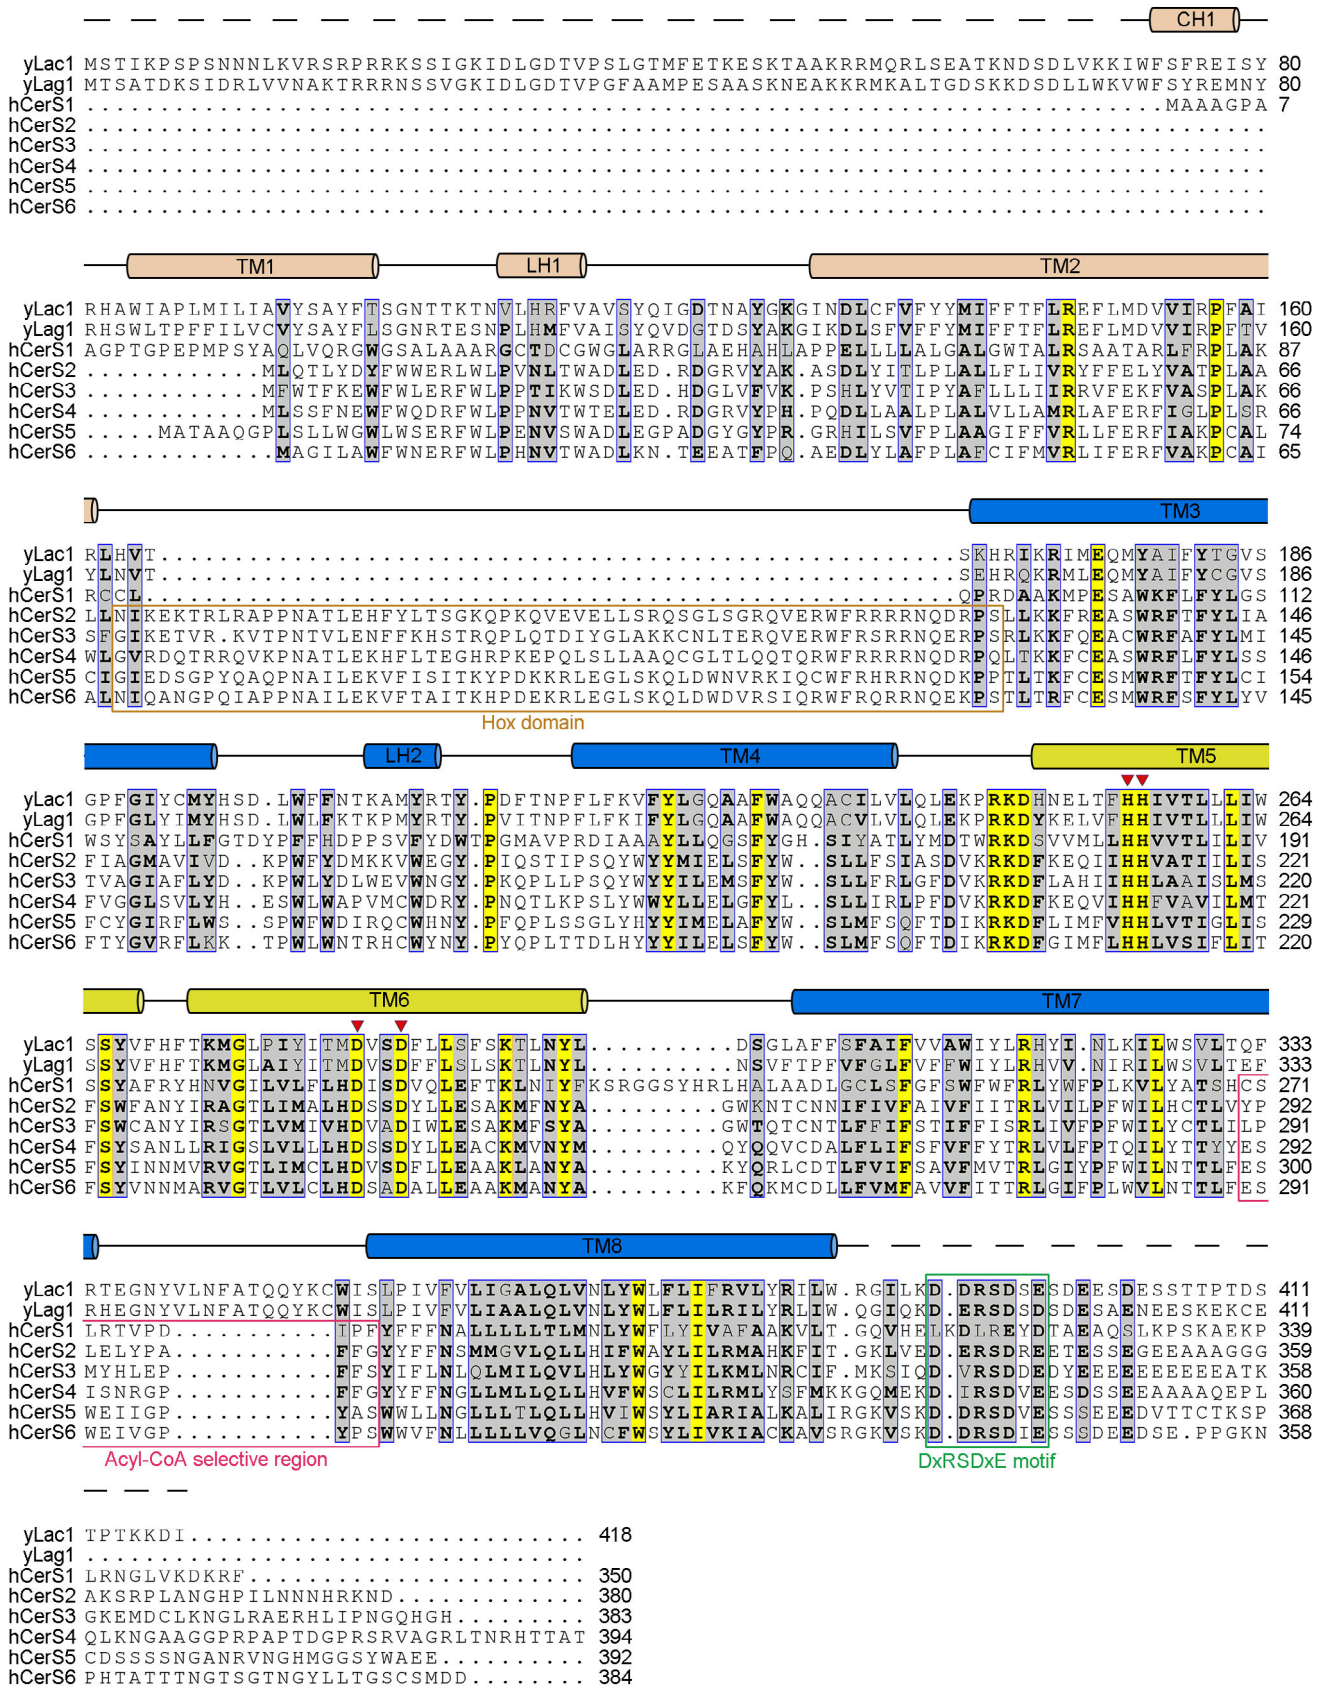 CH1
yLac1 MSTIKPSPSNNNLKVRSRPRRKSSIGKIDLGDTVPSLGTMFETKESKTAAKRRMQRLSEATKNDSDLVKKIWFSFREISY 80
yLag1 MTSATDKSIDRLVVNAKTRRRNSSVGKIDLGDTVPGFAAMPESAASKNEAKKRMKALTGDSKKDSDLLWKVWFSYREMNY 80
hCerS1 .........................................................................MAAAGPA 7
hCerS2 ................................................................................
hCerS3 ................................................................................
hCerS4 ................................................................................
hCerS5 ................................................................................
hCerS6 ................................................................................
TM1 LH1 TM2
yLac1 RHAWIAPLMILIAVYSAYFTSGNTTKTNVLHRFVAVSYQIGDTNAYGKGINDLCFVFYYMIFFTFLREFLMDVVIRPFAI 160
yLag1 RHSWLTPFFILVCVYSAYFLSGNRTESNPLHMFVAISYQVDGTDSYAKGIKDLSFVFFYMIFFTFLREFLMDVVIRPFTV 160
hCerS1 AGPTGPEPMPSYAQLVQRGWGSALAAARGCTDCGWGLARRGLAEHAHLAPPELLLLALGALGWTALRSAATARLFRPLAK 87
hCerS2 ............MLQTLYDYFWWERLWLPVNLTWADLED.RDGRVYAK.ASDLYITLPLALLFLIVRYFFELYVATPLAA 66
hCerS3 ............MFWTFKEWFWLERFWLPPTIKWSDLED.HDGLVFVK.PSHLYVTIPYAFLLLIIRRVFEKFVASPLAK 66
hCerS4 ............MLSSFNEWFWQDRFWLPPNVTWTELED.RDGRVYPH.PQDLLAALPLALVLLAMRLAFERFIGLPLSR 66
hCerS5 .....MATAAQGPLSLLWGWLWSERFWLPENVSWADLEGPADGYGYPR.GRHILSVFPLAAGIFFVRLLFERFIAKPCAL 74
hCerS6 .............MAGILAWFWNERFWLPHNVTWADLKN.TEEATFPQ.AEDLYLAFPLAFCIFMVRLIFERFVAKPCAI 65
TM3
yLac1 RLHVT......................................................SKHRIKRIMEQMYAIFYTGVS 186
yLag1 YLNVT......................................................SEHRQKRMLEQMYAIFYCGVS 186
hCerS1 RCCL.......................................................QPRDAAKMPESAWKFLFYLGS 112
hCerS2 LLNIKEKTRLRAPPNATLEHFYLTSGKQPKQVEVELLSRQSGLSGRQVERWFRRRRNQDRPSLLKKFREASWRFTFYLIA 146
hCerS3 SFGIKETVR.KVTPNTVLENFFKHSTRQPLQTDIYGLAKKCNLTERQVERWFRSRRNQERPSRLKKFQEACWRFAFYLMI 145
hCerS4 WLGVRDQTRRQVKPNATLEKHFLTEGHRPKEPQLSLLAAQCGLTLQQTQRWFRRRRNQDRPQLTKKFCEASWRFLFYLSS 146
hCerS5 CIGIEDSGPYQAQPNAILEKVFISITKYPDKKRLEGLSKQLDWNVRKIQCWFRHRRNQDKPPTLTKFCESMWRFTFYLCI 154
hCerS6 ALNIQANGPQIAPPNAILEKVFTAITKHPDEKRLEGLSKQLDWDVRSIQRWFRQRRNQEKPSTLTRFCESMWRFSFYLYV 145
Hox domain
LH2 TM4 TM5
yLac1 GPFGIYCMYHSD.LWFFNTKAMYRTY.PDFTNPFLFKVFYLGQAAFWAQQACILVLQLEKPRKDHNELTFHHIVTLLLIW 264
yLag1 GPFGLYIMYHSD.LWLFKTKPMYRTY.PVITNPFLFKIFYLGQAAFWAQQACVLVLQLEKPRKDYKELVFHHIVTLLLIW 264
hCerS1 WSYSAYLLFGTDYPFFHDPPSVFYDWTPGMAVPRDIAAAYLLQGSFYGH.SIYATLYMDTWRKDSVVMLLHHVVTLILIV 191
hCerS2 FIAGMAVIVD..KPWFYDMKKVWEGY.PIQSTIPSQYWYYMIELSFYW..SLLFSIASDVKRKDFKEQIIHHVATIILIS 221
hCerS3 TVAGIAFLYD..KPWLYDLWEVWNGY.PKQPLLPSQYWYYILEMSFYW..SLLFRLGFDVKRKDFLAHIIHHLAAISLMS 220
hCerS4 FVGGLSVLYH..ESWLWAPVMCWDRY.PNQTLKPSLYWWYLLELGFYL..SLLIRLPFDVKRKDFKEQVIHHFVAVILMT 221
hCerS5 FCYGIRFLWS..SPWFWDIRQCWHNY.PFQPLSSGLYHYYIMELAFYW..SLMFSQFTDIKRKDFLIMFVHHLVTIGLIS 229
hCerS6 FTYGVRFLKK..TPWLWNTRHCWYNY.PYQPLTTDLHYYYILELSFYW..SLMFSQFTDIKRKDFGIMFLHHLVSIFLIT 220
TM6 TM7
yLac1 SSYVFHFTKMGLPIYITMDVSDFLLSFSKTLNYL..........DSGLAFFSFAIFVVAWIYLRHYI.NLKILWSVLTQF 333
yLag1 SSYVFHFTKMGLAIYITMDVSDFFLSLSKTLNYL..........NSVFTPFVFGLFVFFWIYLRHVV.NIRILWSVLTEF 333
hCerS1 SSYAFRYHNVGILVLFLHDISDVQLEFTKLNIYFKSRGGSYHRLHALAADLGCLSFGFSWFWFRLYWFPLKVLYATSHCS 271
hCerS2 FSWFANYIRAGTLIMALHDSSDYLLESAKMFNYA.........GWKNTCNNIFIVFAIVFIITRLVILPFWILHCTLVYP 292
hCerS3 FSWCANYIRSGTLVMIVHDVADIWLESAKMFSYA.........GWTQTCNTLFFIFSTIFFISRLIVFPFWILYCTLILP 291
hCerS4 FSYSANLLRIGSLVLLLHDSSDYLLEACKMVNYM.........QYQQVCDALFLIFSFVFFYTRLVLFPTQILYTTYYES 292
hCerS5 FSYINNMVRVGTLIMCLHDVSDFLLEAAKLANYA.........KYQRLCDTLFVIFSAVFMVTRLGIYPFWILNTTLFES 300
hCerS6 FSYVNNMARVGTLVLCLHDSADALLEAAKMANYA.........KFQKMCDLLFVMFAVVFITTRLGIFPLWVLNTTLFES 291
TM8
yLac1 RTEGNYVLNFATQQYKCWISLPIVFVLIGALQLVNLYWLFLIFRVLYRILW.RGILKD.DRSDSESDEESDESSTTPTDS 411
yLag1 RHEGNYVLNFATQQYKCWISLPIVFVLIAALQLVNLYWLFLILRILYRLIW.QGIQKD.ERSDSDSDESAENEESKEKCE 411
hCerS1 LRTVPD...........IPFYFFFNALLLLLTLMNLYWFLYIVAFAAKVLT.GQVHELKDLREYDTAEAQSLKPSKAEKP 339
hCerS2 LELYPA...........FFGYYFFNSMMGVLQLLHIFWAYLILRMAHKFIT.GKLVED.ERSDREETESSEGEEAAAGGG 359
hCerS3 MYHLEP...........FFSYIFLNLQLMILQVLHLYWGYYILKMLNRCIF.MKSIQD.VRSDDEDYEEEEEEEEEEATK 358
hCerS4 ISNRGP...........FFGYYFFNGLLMLLQLLHVFWSCLILRMLYSFMKKGQMEKD.IRSDVEESDSSEEEAAAAQEPL 360
hCerS5 WEIIGP...........YASWWLLNGLLLTLQLLHVIWSYLIARIALKALIRGKVSKD.DRSDVESSSEEEDVTTCTKSP 368
hCerS6 WEIVGP...........YPSWWVFNLLLLLVQGLNCFWSYLIVKIACKAVSRGKVSKD.DRSDIESSSDEEDSE.PPGKN 358
Acyl-CoA selective region DxRSDxE motif
yLac1 TPTKKDI........................... 418
yLag1 ..................................
hCerS1 LRNGLVKDKRF....................... 350
hCerS2 AKSRPLANGHPILNNNHRKND............. 380
hCerS3 GKEMDCLKNGLRAERHLIPNGQHGH......... 383
hCerS4 QLKNGAAGGPRPAPTDGPRSRVAGRLTNRHTTAT 394
hCerS5 CDSSSSNGANRVNGHMGGSYWAEE.......... 392
hCerS6 PHTATTTNGTSGTNGYLLTGSCSMDD........ 384